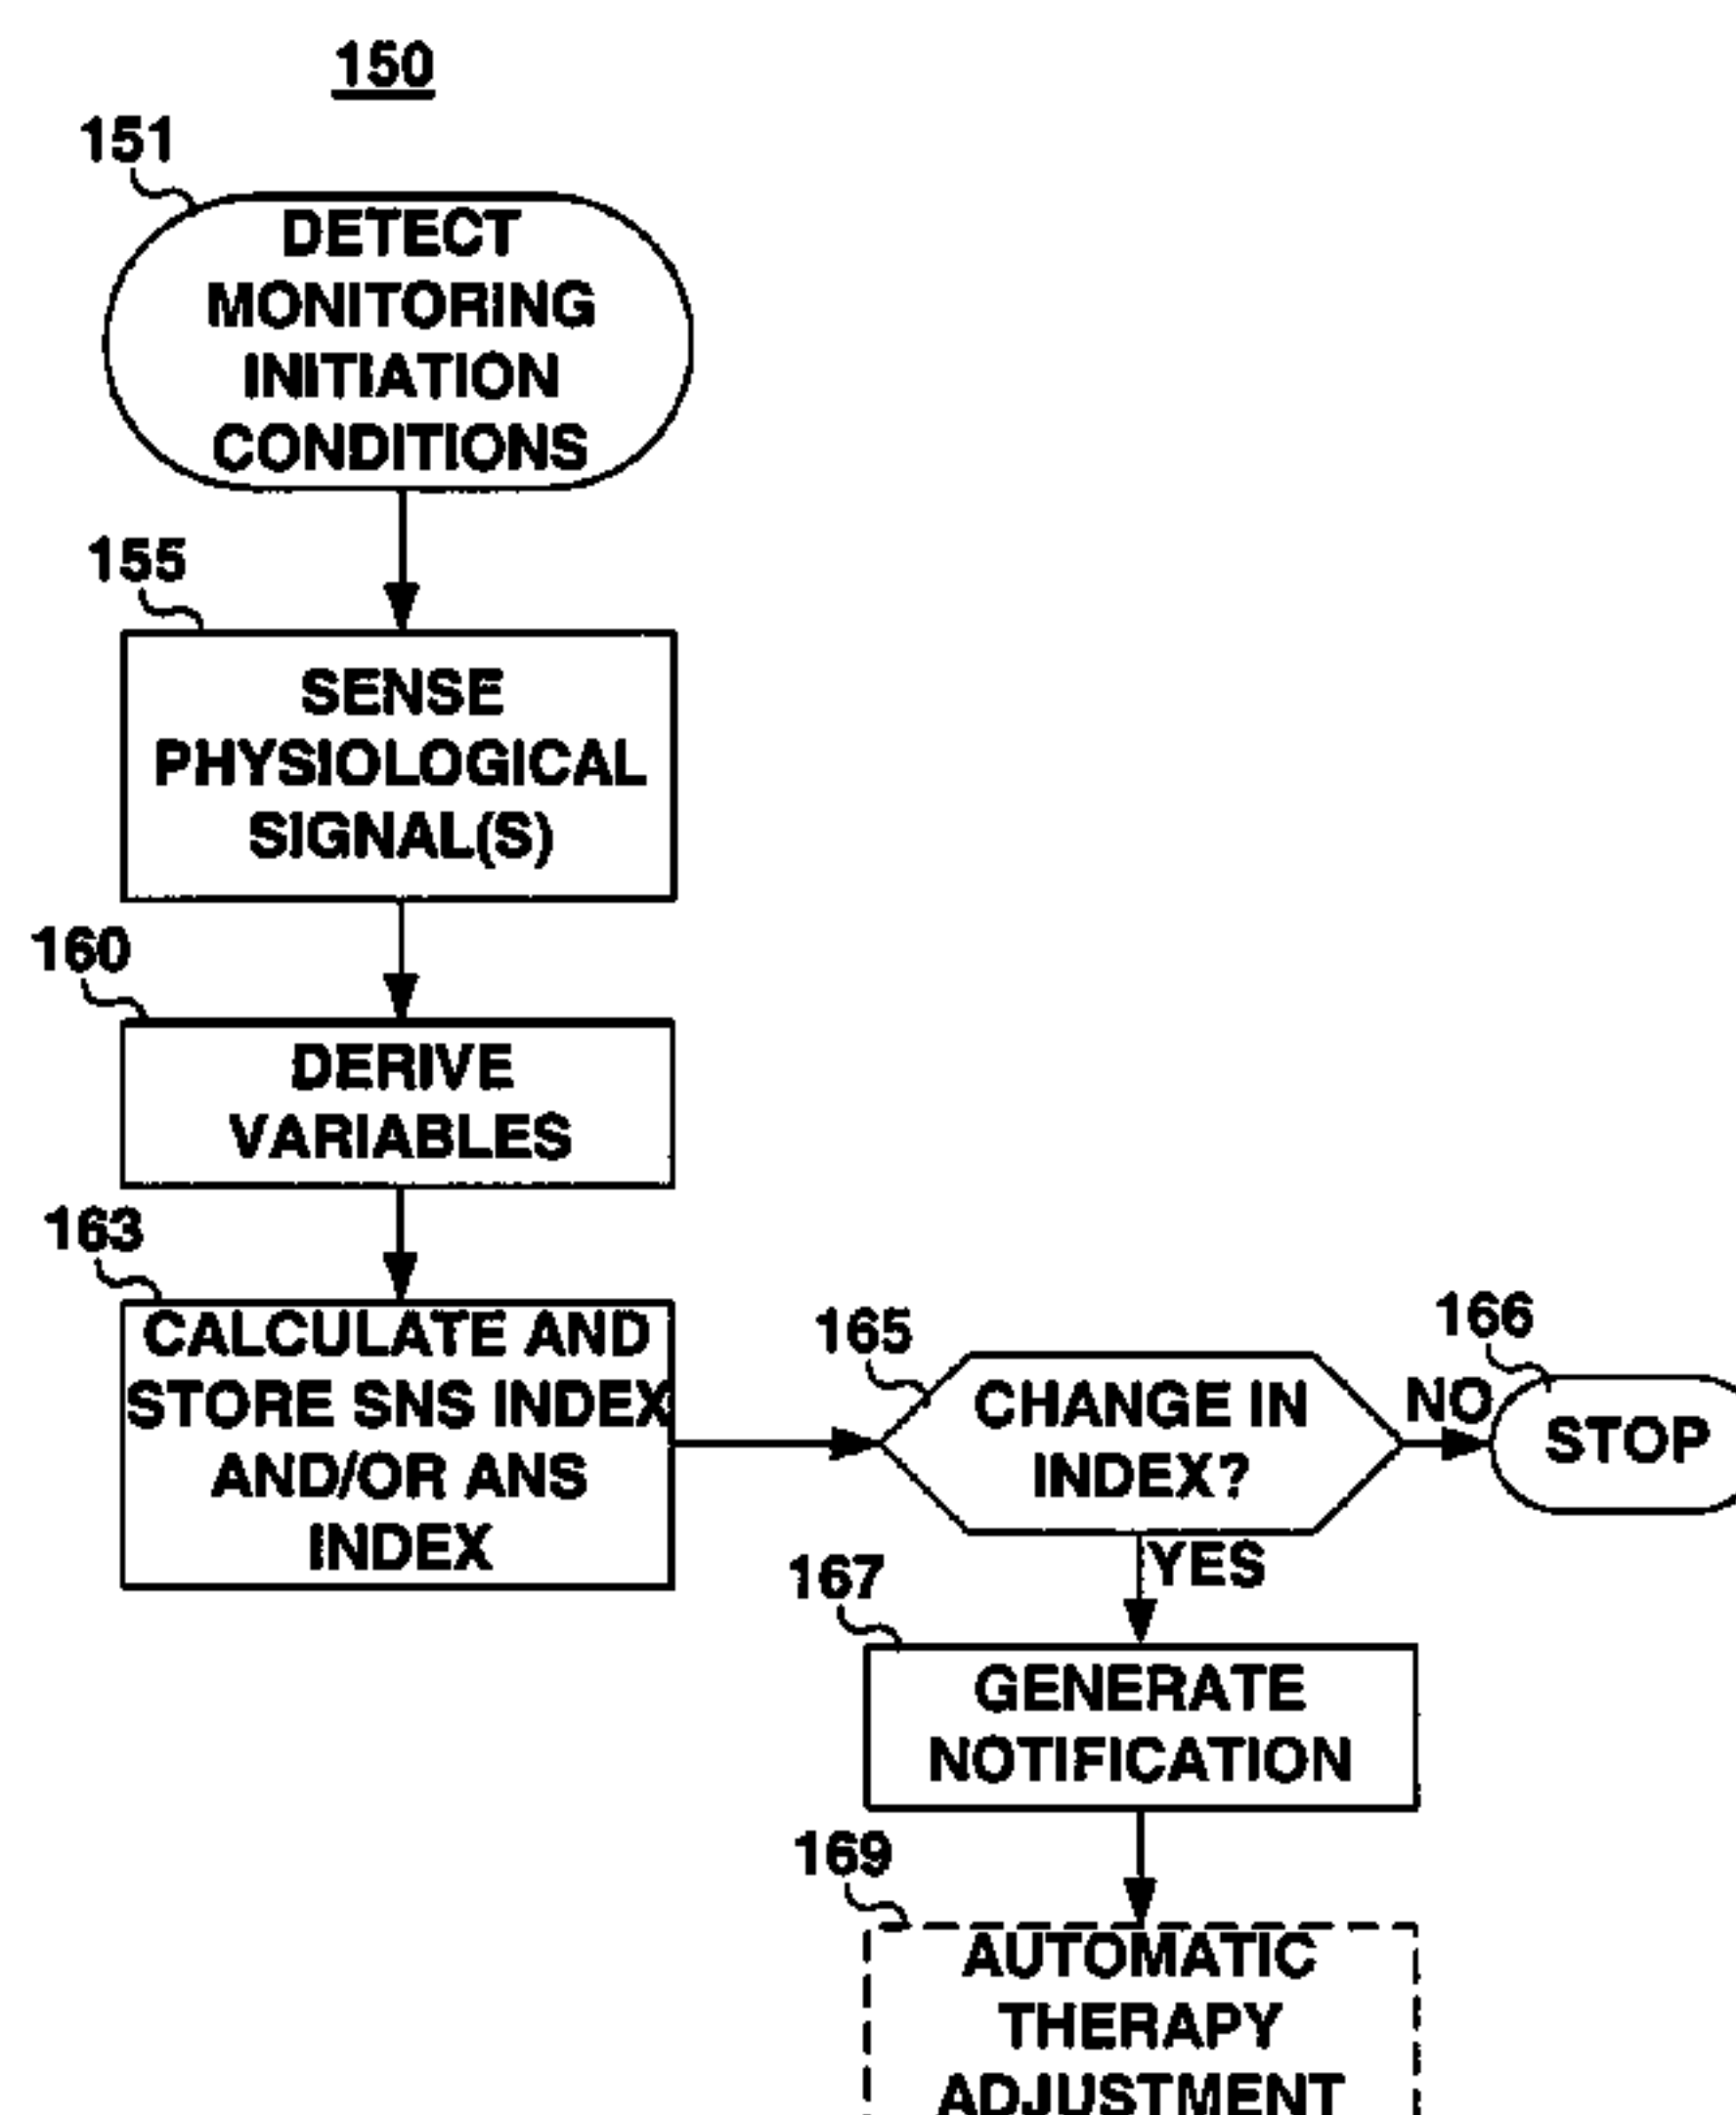 150
151
DETECT
MONITORING
INITIATION
CONDITIONS
155
SENSE
PHYSIOLOGICAL
SIGNAL(S)
160
DERIVE
VARIABLES
163
CALCULATE AND
STORE SNS INDEX
AND/OR ANS
INDEX
165
CHANGE IN
INDEX?
NO
166
STOP
YES
167
GENERATE
NOTIFICATION
169
AUTOMATIC
THERAPY
ADJUSTMENT